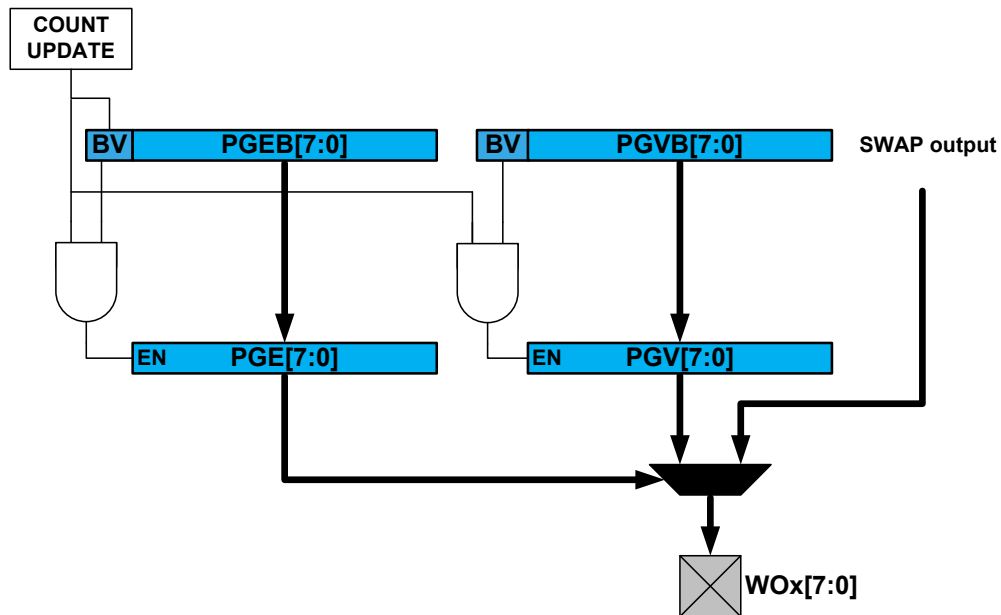 COUNT
UPDATE
BV
PGEB[7:0]
BV
PGVB[7:0]
SWAP output
EN
PGE[7:0]
EN
PGV[7:0]
WOx[7:0]